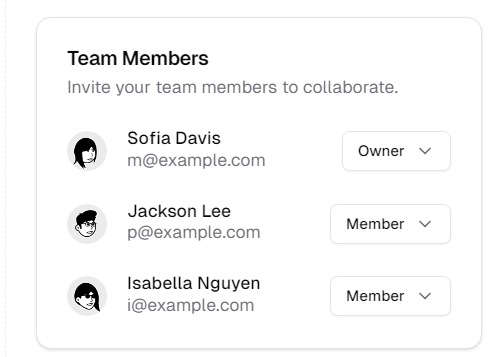 Team Members
Invite your team members to collaborate.
Sofia Davis
m@example.com
Owner
Jackson Lee
p@example.com
Member
Isabella Nguyen
i@example.com
Member